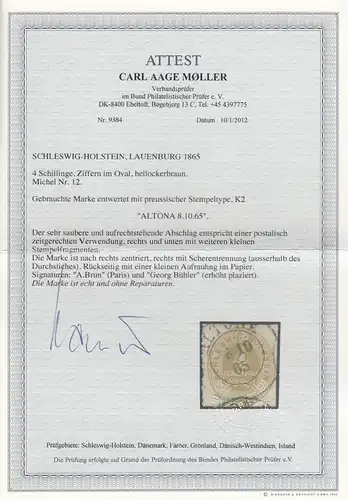 ATTEST
CARL AAGE MØLLER
Verbandsprüfer
im Bund Philatelistischer Prüfer e. V.
DK-8400 Ebeltoft, Bøgebjerg 13 C, Tel. +45 4397775
Nr. 9384 Datum 10/1/2012
SCHLESWIG-HOLSTEIN, LAUENBURG 1865
4 Schillinge, Ziffern im Oval, hellockerbraun.
Michel Nr. 12.
Gebrauchte Marke entwertet mit preussischer Stempeltype, K2
"ALTONA 8.10.65".
Der sehr saubere und aufrechtstehende Abschlag entspricht einer postalisch
zeitgerechten Verwendung, rechts und unten mit weiteren kleinen
Stempelfragmenten.
Die Marke ist nach rechts zentriert, rechts mit Scherentrennung (ausserhalb des
Durchstiches). Rückseitig mit einer kleinen Aufrauhung im Papier.
Signaturen: "A.Brun" (Paris) und "Georg Bühler" (erhöht plaziert).
Die Marke ist echt und ohne Reparaturen.
ALTONA
8 10
65
Prüfgebiete: Schleswig-Holstein, Dänemark, Färöer, Grönland, Dänisch-Westindien, Island
Die Prüfung erfolgte auf Grund der Prüfordnung des Bundes Philatelistischer Prüfer e.V.